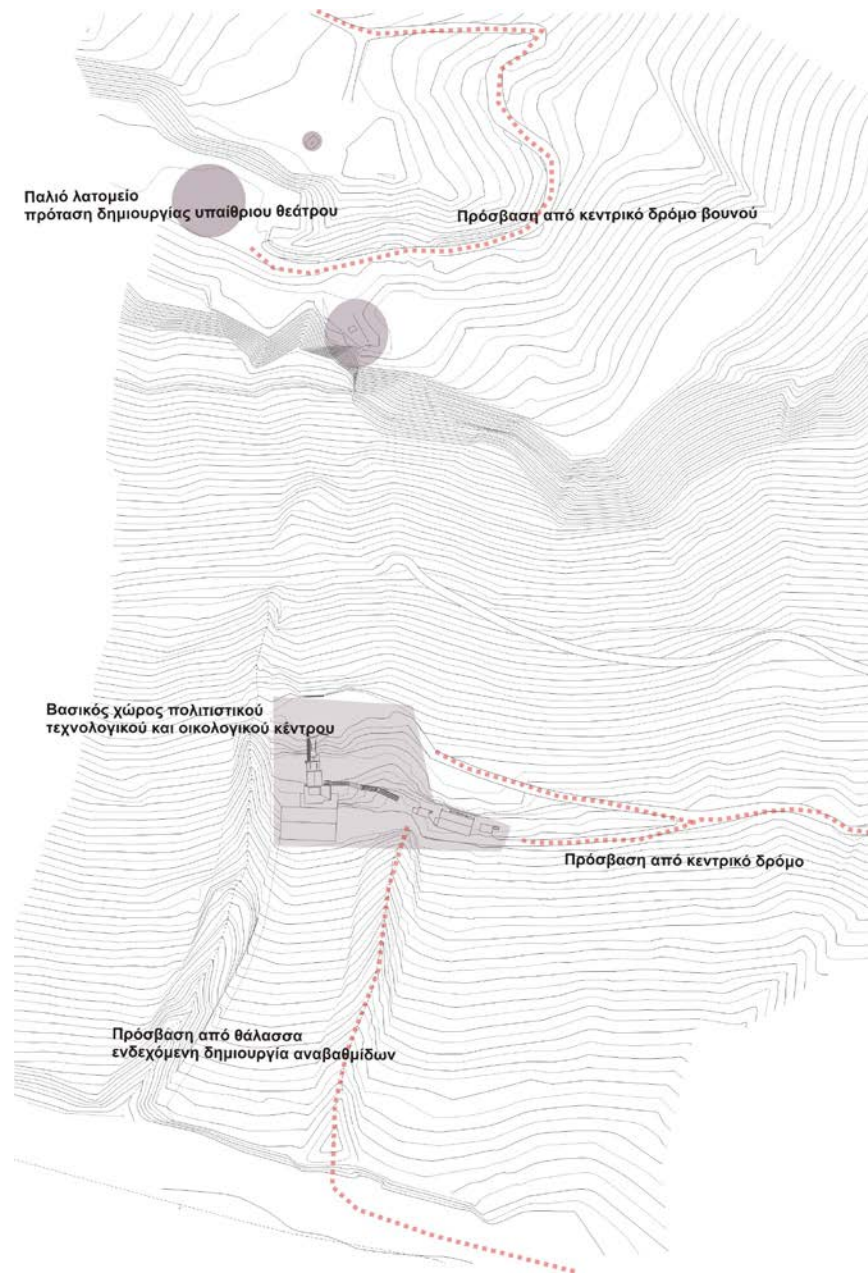 Παλιό λατομείο
πρόταση δημιουργίας υπαίθριου θεάτρου
Πρόσβαση από κεντρικό δρόμο βουνού
Βασικός χώρος πολιτιστικού
τεχνολογικού και οικολογικού κέντρου
Πρόσβαση από κεντρικό δρόμο
Πρόσβαση από θάλασσα
ενδεχόμενη δημιουργία αναβαθμίδων